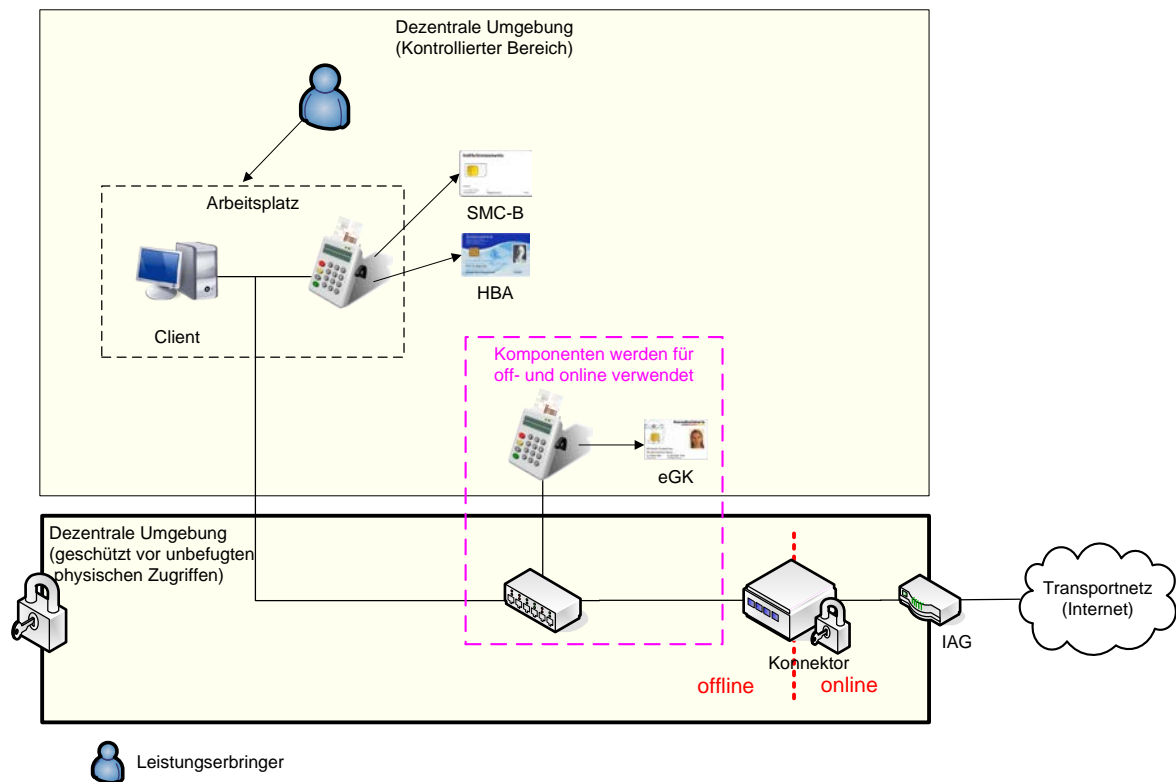 Dezentrale Umgebung
(Kontrollierter Bereich)
Arbeitsplatz
SMC-B
HBA
Client
Komponenten werden für
off- und online verwendet
eGK
Dezentrale Umgebung
(geschützt vor unbefugten
physischen Zugriffen)
Transportnetz
(Internet)
IAG
Konnektor
offline
online
Leistungserbringer